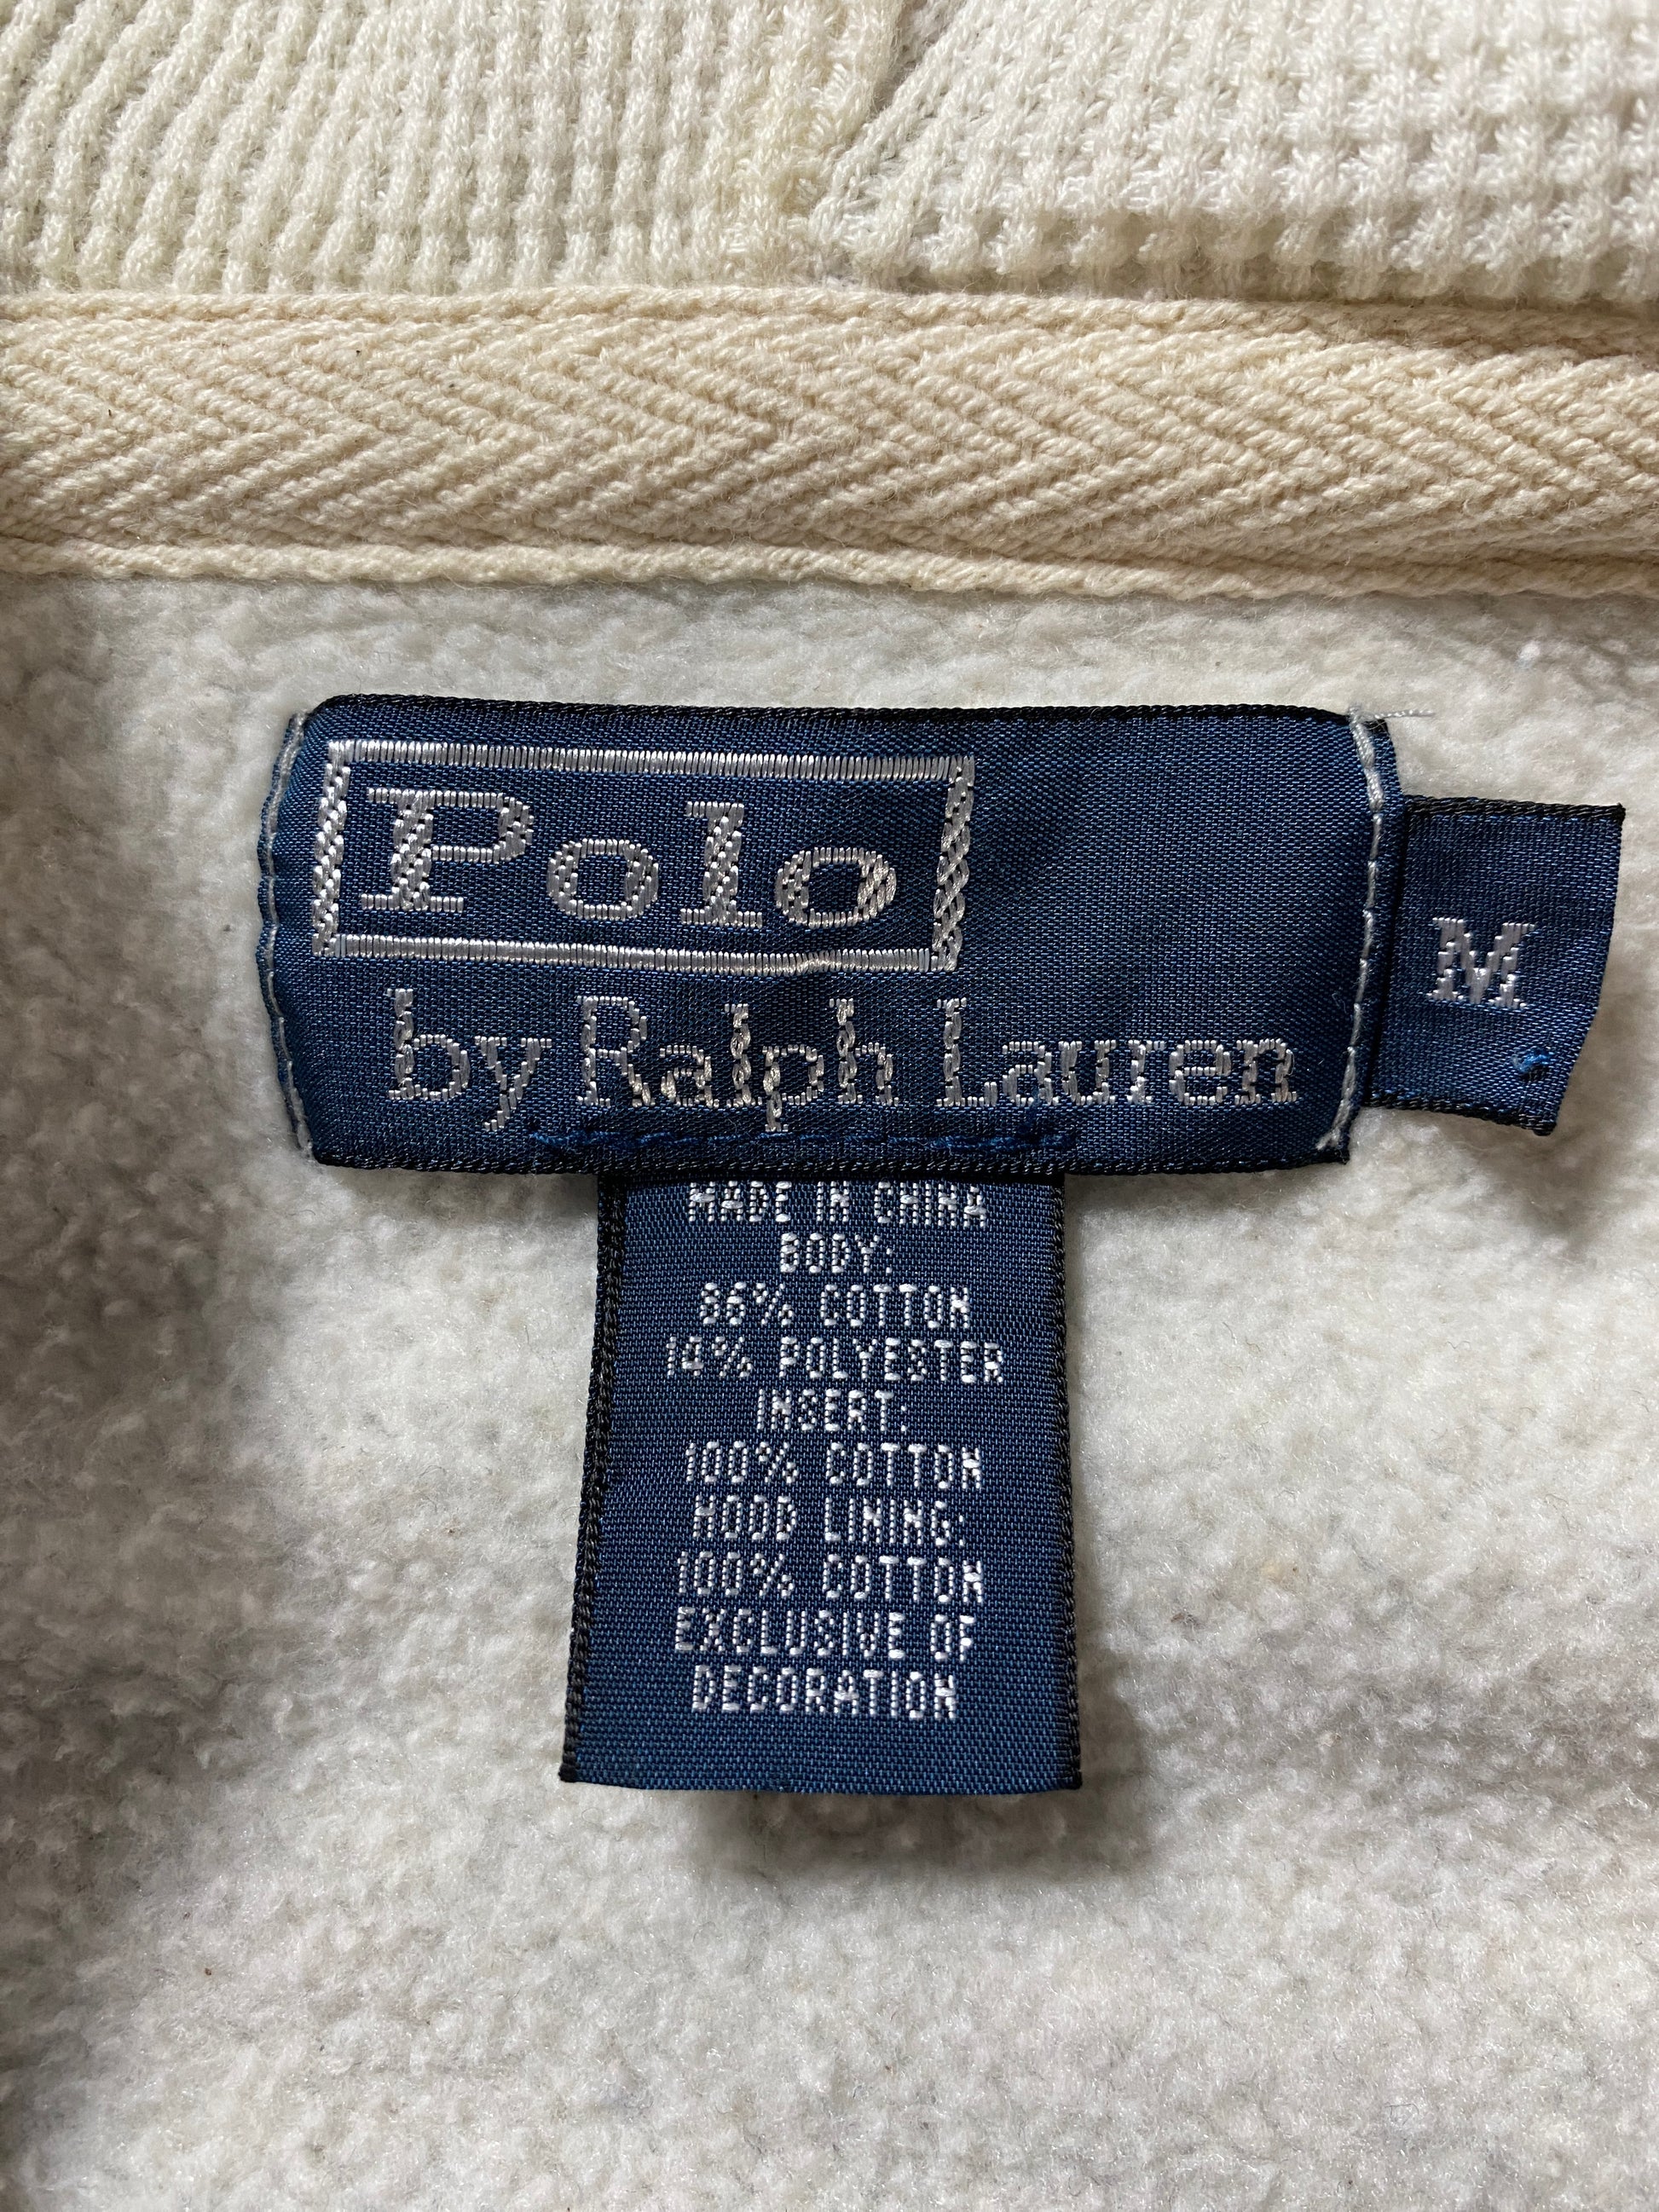 Polo
by Ralph Lauren
M
MADE IN CHINA
BODY:
86% COTTON
14% POLYESTER
INSERT:
100% COTTON
HOOD LINING:
100% COTTON
EXCLUSIVE OF
DECORATION